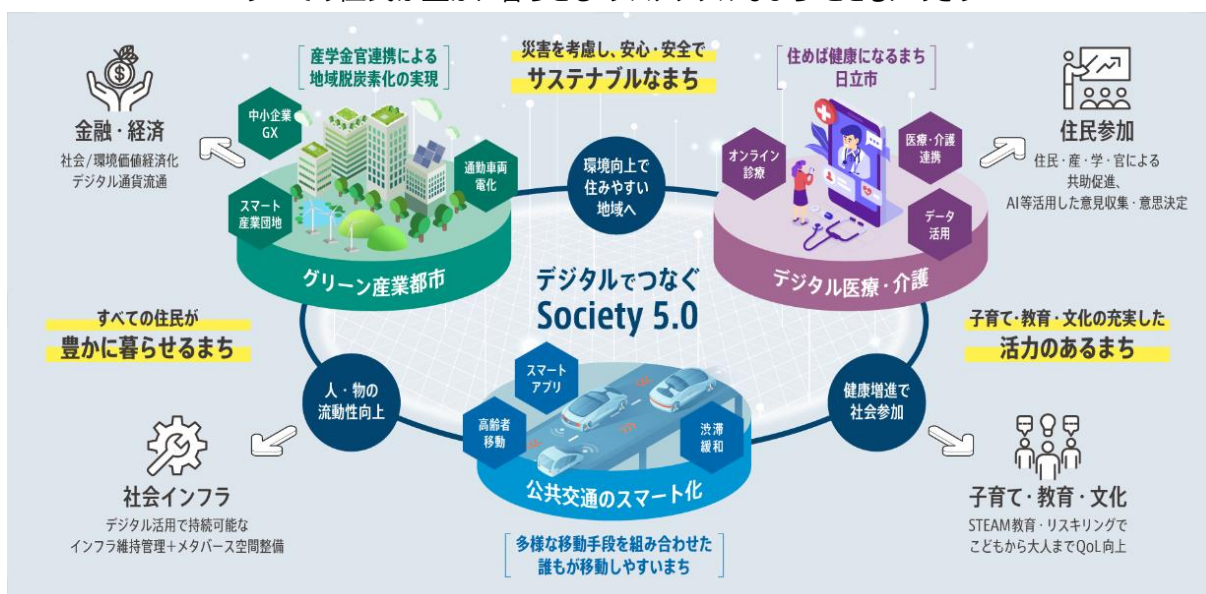 産学金官連携による
地域脱炭素化の実現
災害を考慮し、安心・安全で
サステナブルなまち
住めば健康になるまち
日立市
金融・経済
社会/環境価値経済化
デジタル通貨流通
中小企業
GX
スマート
産業団地
通勤車両
電化
グリーン産業都市
環境向上で
住みやすい
地域へ
オンライン
診療
医療・介護
連携
データ
活用
デジタル医療・介護
住民参加
住民・産・学・官による
共助促進、
AI等活用した意見収集・意思決定
デジタルでつなぐ
Society 5.0
すべての住民が
豊かに暮らせるまち
子育て・教育・文化の充実した
活力のあるまち
人・物の
流動性向上
健康増進で
社会参加
スマート
アプリ
高齢者
移動
渋滞
緩和
公共交通のスマート化
多様な移動手段を組み合わせた
誰もが移動しやすいまち
社会インフラ
デジタル活用で持続可能な
インフラ維持管理＋メタバース空間整備
子育て・教育・文化
STEAM教育・リスキリングで
こどもから大人までQoL向上